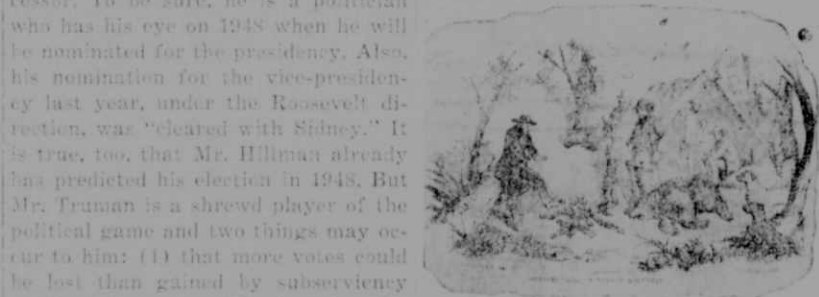 cessor. To be sure, he is a politician
who has his eye on 1948 when he will
be nominated for the presidency. Also,
his nomination for the vice-presiden-
cy last year, under the Roosevelt di-
rection, was "cleared with Sidney." It
is true, too, that Mr. Hillman already
has predicted his election in 1948. But
Mr. Truman is a shrewd player of the
political game and two things may oc-
cur to him: (1) that more votes could
be lost than gained by subserviency